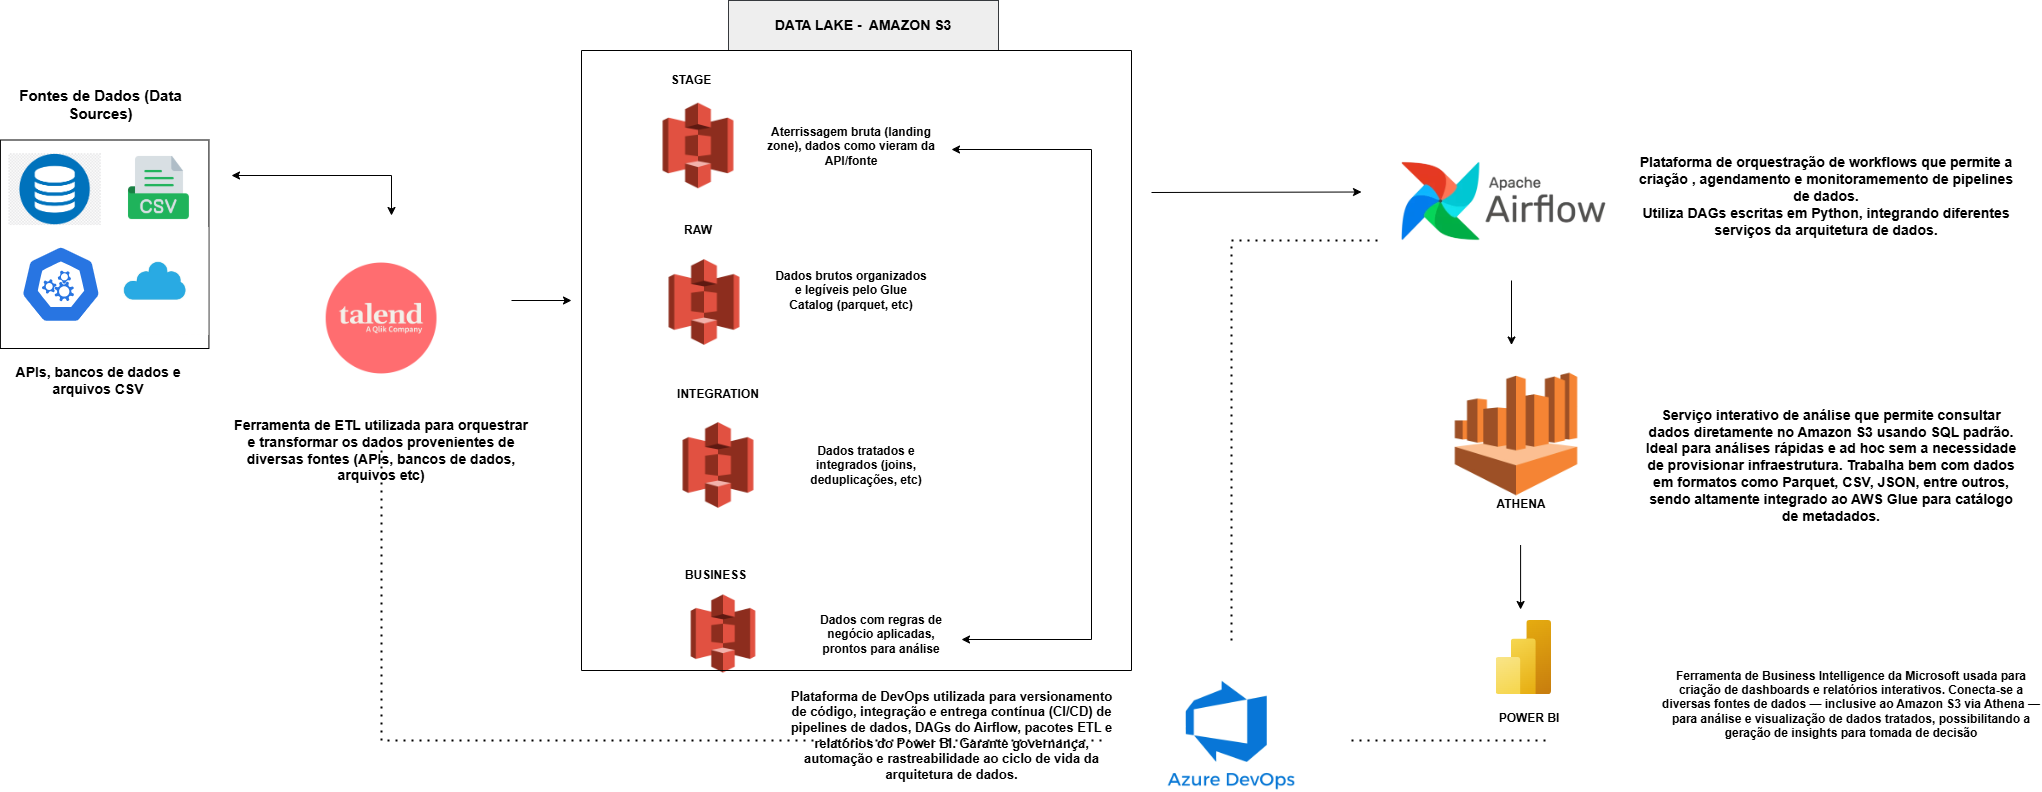 DATA LAKE -  AMAZON S3
Fontes de Dados (Data
Sources)
CSV
APIs, bancos de dados e
arquivos CSV
talend
A Qlik Company
Ferramenta de ETL utilizada para orquestrar
e transformar os dados provenientes de
diversas fontes (APIs, bancos de dados,
arquivos etc)
STAGE
Aterrissagem bruta (landing
zone), dados como vieram da
API/fonte
RAW
Dados brutos organizados
e legíveis pelo Glue
Catalog (parquet, etc)
INTEGRATION
Dados tratados e
integrados (joins,
deduplicações, etc)
BUSINESS
Dados com regras de
negócio aplicadas,
prontos para análise
Plataforma de DevOps utilizada para versionamento
de código, integração e entrega contínua (CI/CD) de
pipelines de dados, DAGs do Airflow, pacotes ETL e
relatórios do Power BI. Garante governança,
automação e rastreabilidade ao ciclo de vida da
arquitetura de dados.
Azure DevOps
Apache
Airflow
Plataforma de orquestração de workflows que permite a
criação , agendamento e monitoramemento de pipelines
de dados.
Utiliza DAGs escritas em Python, integrando diferentes
serviços da arquitetura de dados.
ATHENA
Serviço interativo de análise que permite consultar
dados diretamente no Amazon S3 usando SQL padrão.
Ideal para análises rápidas e ad hoc sem a necessidade
de provisionar infraestrutura. Trabalha bem com dados
em formatos como Parquet, CSV, JSON, entre outros,
sendo altamente integrado ao AWS Glue para catálogo
de metadados.
POWER BI
Ferramenta de Business Intelligence da Microsoft usada para
criação de dashboards e relatórios interativos. Conecta-se a
diversas fontes de dados — inclusive ao Amazon S3 via Athena —
para análise e visualização de dados tratados, possibilitando a
geração de insights para tomada de decisão